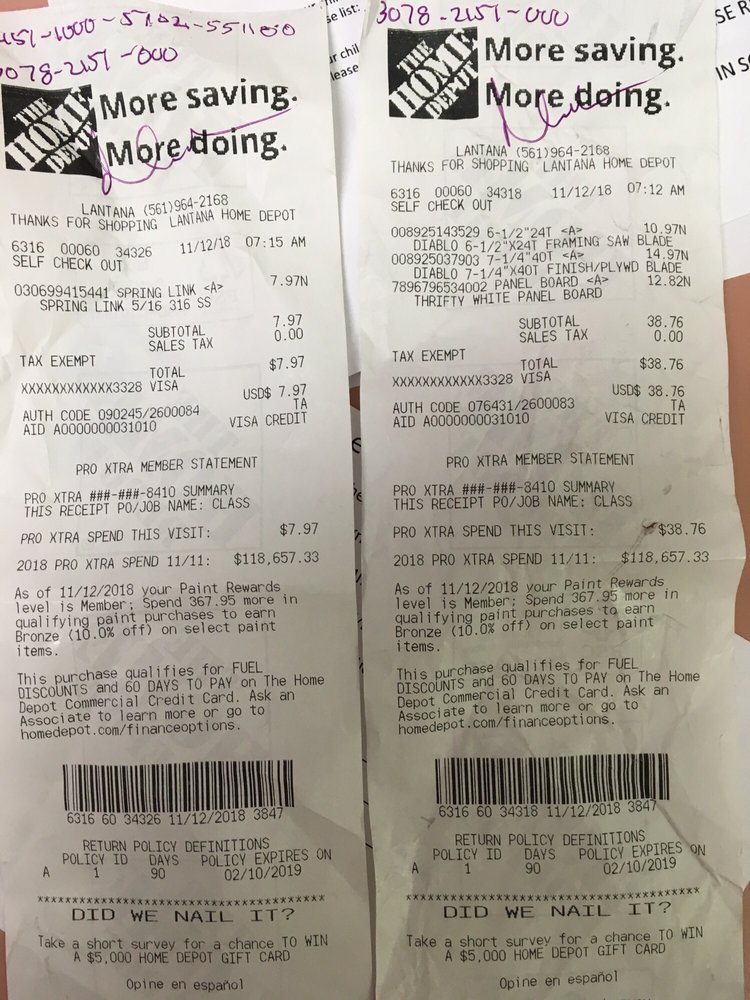 3078-2157-000
THE HOME DEPOT
More saving.
More doing.
LANTANA (561)964-2168
THANKS FOR SHOPPING LANTANA HOME DEPOT
6316 00060 34326 11/12/18 07:15 AM
SELF CHECK OUT
030699415441 SPRING LINK <A> 7.97N
SPRING LINK 5/16 316 SS
SUBTOTAL 7.97
SALES TAX 0.00
TAX EXEMPT
TOTAL $7.97
XXXXXXXXXXXX3328 VISA
USD$ 7.97
AUTH CODE 090245/2600084 TA
AID A0000000031010 VISA CREDIT
PRO XTRA MEMBER STATEMENT
PRO XTRA ###-###-8410 SUMMARY
THIS RECEIPT PO/JOB NAME: CLASS
PRO XTRA SPEND THIS VISIT: $7.97
2018 PRO XTRA SPEND 11/11: $118,657.33
As of 11/12/2018 your Paint Rewards
level is Member; Spend 367.95 more in
qualifying paint purchases to earn
Bronze (10.0% off) on select paint
items.
This purchase qualifies for FUEL
DISCOUNTS and 60 DAYS TO PAY on The Home
Depot Commercial Credit Card. Ask an
Associate to learn more or go to
homedepot.com/financeoptions.
6316 60 34326 11/12/2018 3847
RETURN POLICY DEFINITIONS
POLICY ID DAYS POLICY EXPIRES ON
A 1 90 02/10/2019
****************************************
DID WE NAIL IT?
Take a short survey for a chance TO WIN
A $5,000 HOME DEPOT GIFT CARD
Opine en español
3078-2157-000
THE HOME DEPOT
More saving.
More doing.
LANTANA (561)964-2168
THANKS FOR SHOPPING LANTANA HOME DEPOT
6316 00060 34318 11/12/18 07:12 AM
SELF CHECK OUT
008925143529 6-1/2"24T <A> 10.97N
DIABLO 6-1/2"X24T FRAMING SAW BLADE
008925037903 7-1/4"40T <A> 14.97N
DIABLO 7-1/4"X40T FINISH/PLYWD BLADE
7896796534002 PANEL BOARD <A> 12.82N
THRIFTY WHITE PANEL BOARD
SUBTOTAL 38.76
SALES TAX 0.00
TAX EXEMPT
TOTAL $38.76
XXXXXXXXXXXX3328 VISA
USD$ 38.76
AUTH CODE 076431/2600083 TA
AID A0000000031010 VISA CREDIT
PRO XTRA MEMBER STATEMENT
PRO XTRA ###-###-8410 SUMMARY
THIS RECEIPT PO/JOB NAME: CLASS
PRO XTRA SPEND THIS VISIT: $38.76
2018 PRO XTRA SPEND 11/11: $118,657.33
As of 11/12/2018 your Paint Rewards
level is Member; Spend 367.95 more in
qualifying paint purchases to earn
Bronze (10.0% off) on select paint
items.
This purchase qualifies for FUEL
DISCOUNTS and 60 DAYS TO PAY on The Home
Depot Commercial Credit Card. Ask an
Associate to learn more or go to
homedepot.com/financeoptions.
6316 60 34318 11/12/2018 3847
RETURN POLICY DEFINITIONS
POLICY ID DAYS POLICY EXPIRES ON
A 1 90 02/10/2019
****************************************
DID WE NAIL IT?
Take a short survey for a chance TO WIN
A $5,000 HOME DEPOT GIFT CARD
Opine en español